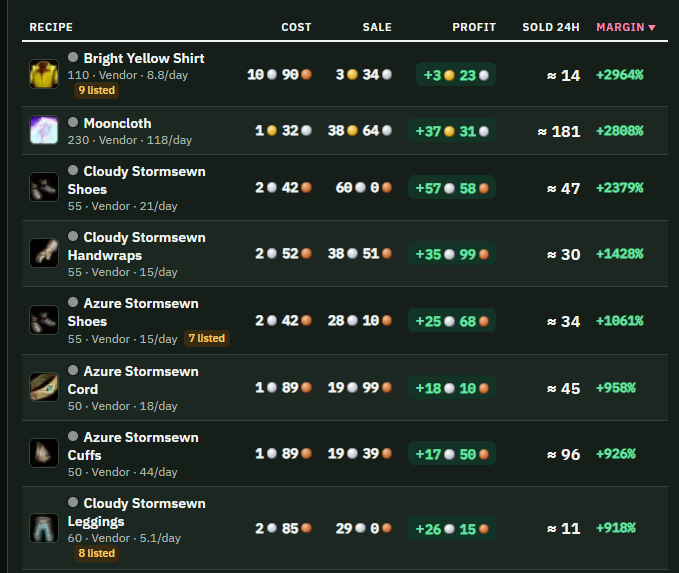 RECIPE COST SALE PROFIT SOLD 24H MARGIN ▼
Bright Yellow Shirt
110 · Vendor · 8.8/day
9 listed
10 90 3 34 +3 23 ≈ 14 +2964%
Mooncloth
230 · Vendor · 118/day
1 32 38 64 +37 31 ≈ 181 +2808%
Cloudy Stormsewn
Shoes
55 · Vendor · 21/day
2 42 60 0 +57 58 ≈ 47 +2379%
Cloudy Stormsewn
Handwraps
55 · Vendor · 15/day
2 52 38 51 +35 99 ≈ 30 +1428%
Azure Stormsewn
Shoes
55 · Vendor · 15/day 7 listed
2 42 28 10 +25 68 ≈ 34 +1061%
Azure Stormsewn
Cord
50 · Vendor · 18/day
1 89 19 99 +18 10 ≈ 45 +958%
Azure Stormsewn
Cuffs
50 · Vendor · 44/day
1 89 19 39 +17 50 ≈ 96 +926%
Cloudy Stormsewn
Leggings
60 · Vendor · 5.1/day
8 listed
2 85 29 0 +26 15 ≈ 11 +918%